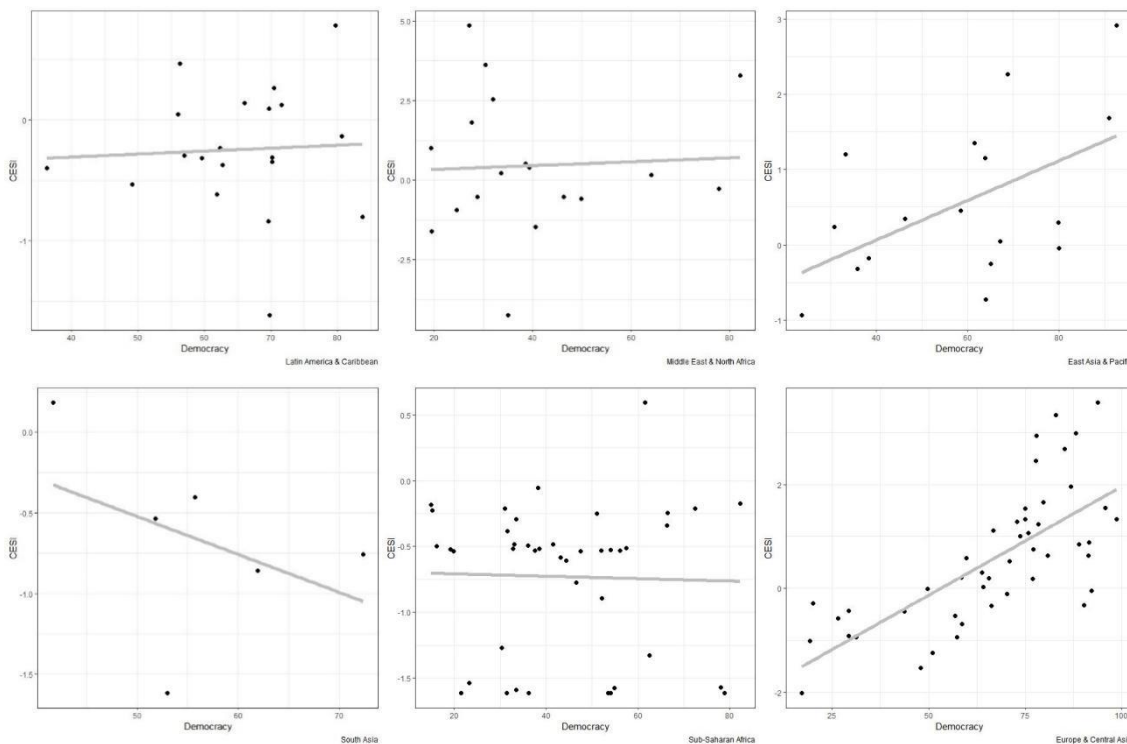 CESI
0
-1
40
50
60
70
80
Democracy
Latin America & Caribbean
CESI
5.0
2.5
0.0
-2.5
20
40
60
80
Democracy
Middle East & North Africa
CESI
3
2
1
0
-1
40
60
80
Democracy
East Asia & Pacifi
CESI
0.0
-0.5
-1.0
-1.5
50
60
70
Democracy
South Asia
CESI
0.5
0.0
-0.5
-1.0
-1.5
20
40
60
80
Democracy
Sub-Saharan Africa
CESI
2
0
-2
25
50
75
100
Democracy
Europe & Central Asi